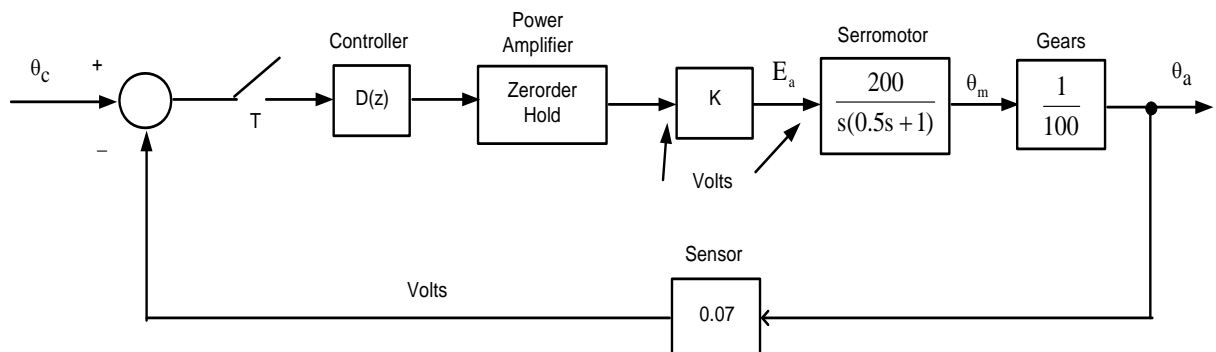 Power
Amplifier
Controller
Serromotor
Gears
θc
+
−
T
D(z)
Zerorder
Hold
K
Ea
200
s(0.5s + 1)
θm
1
100
θa
Volts
Sensor
0.07
Volts